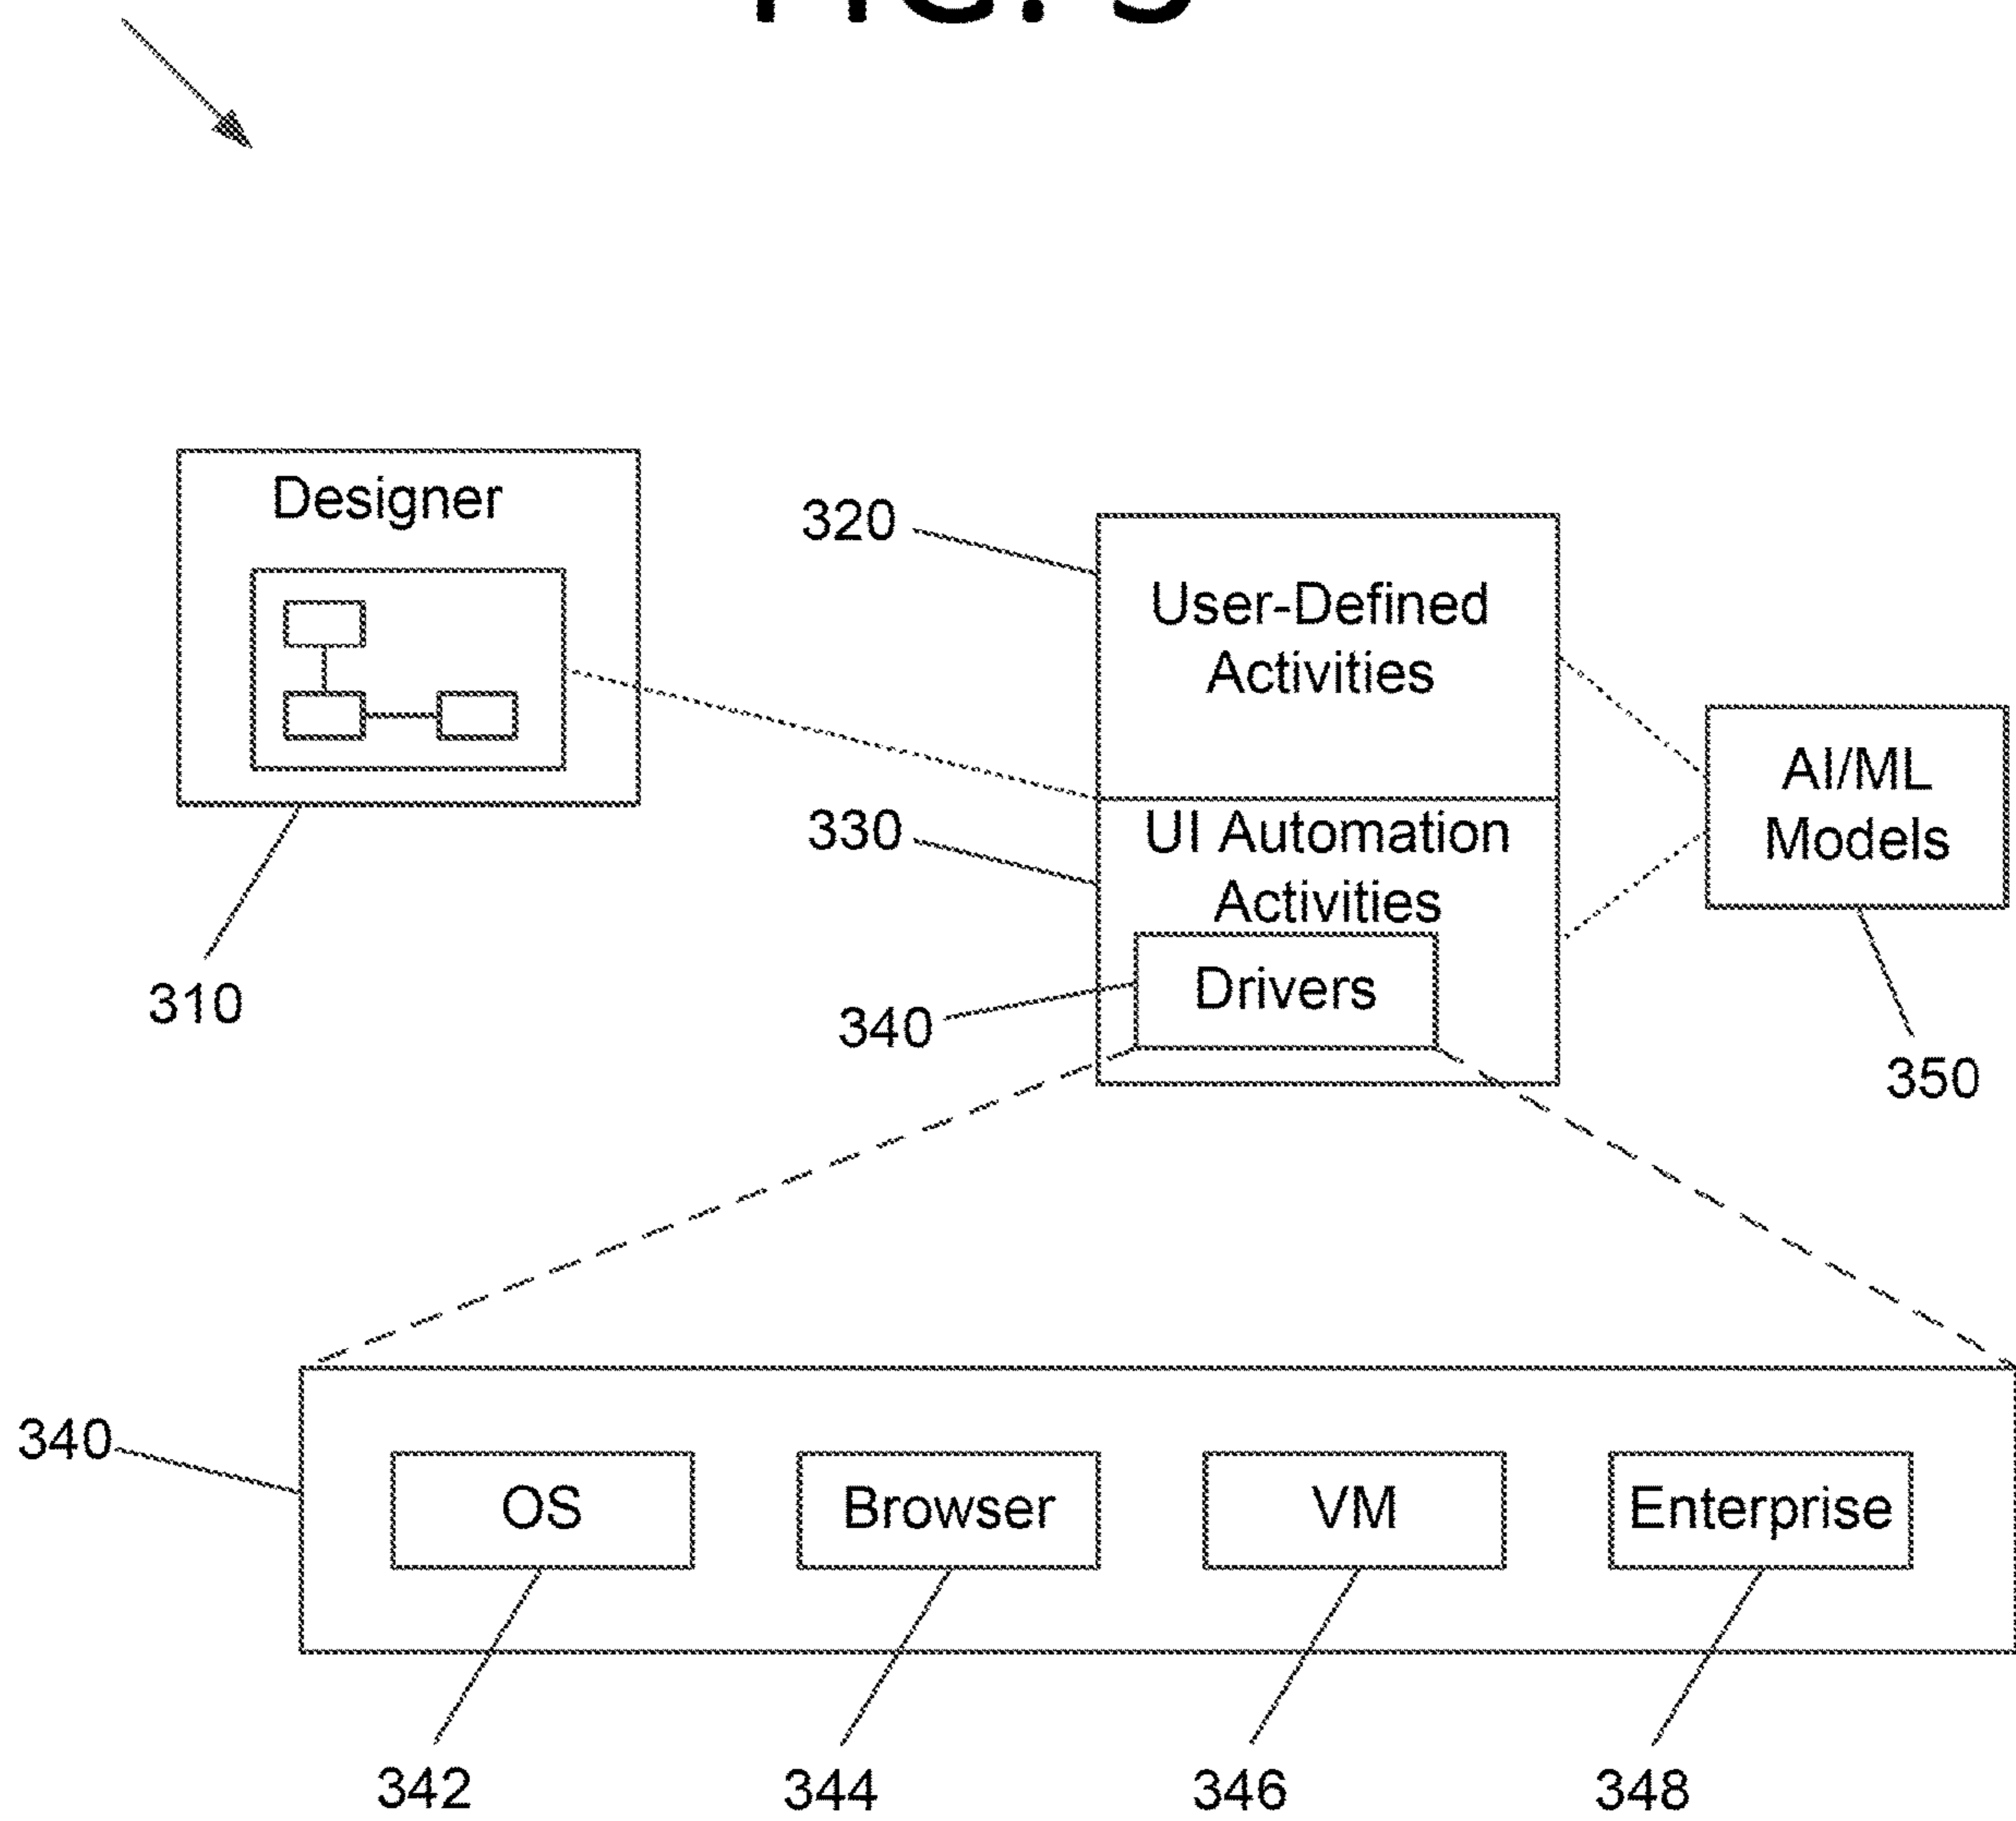 Designer
320
User-Defined
Activities
AI/ML
Models
330
UI Automation
Activities
310
340
Drivers
350
340
OS
Browser
VM
Enterprise
342
344
346
348